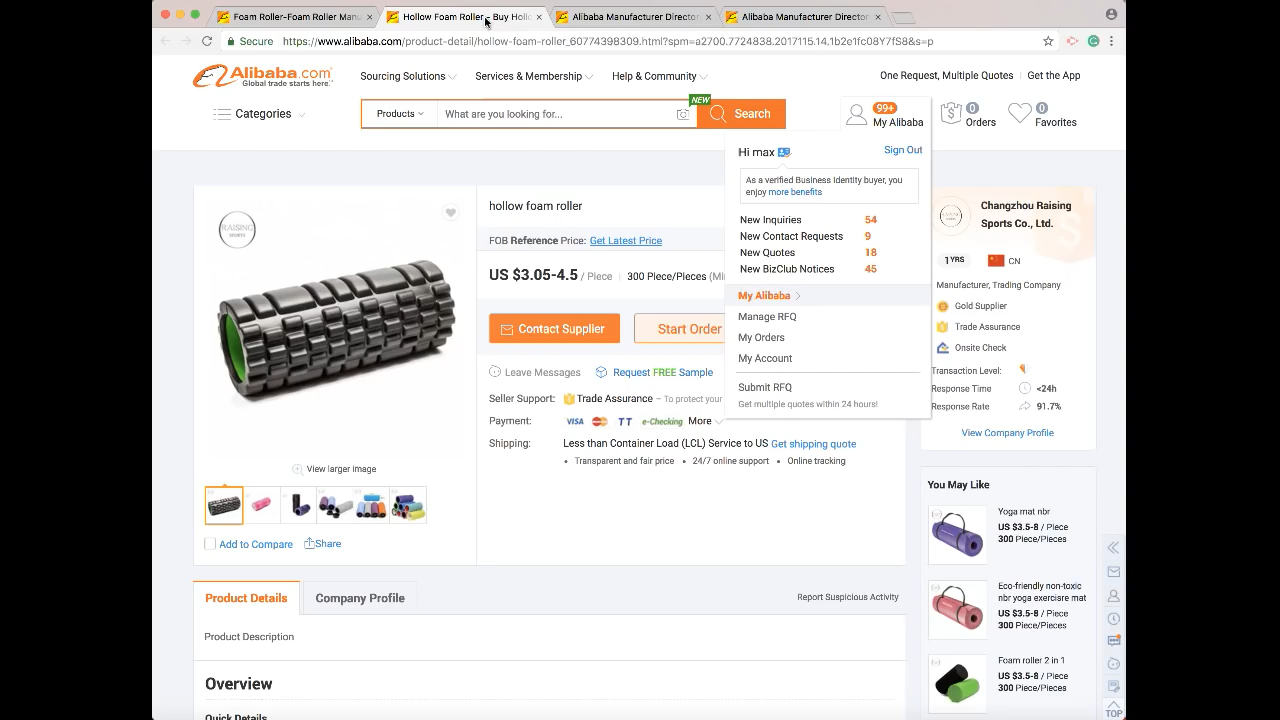 Foam Roller-Foam Roller Manu
Hollow Foam Roller - Buy Hollo
Alibaba Manufacturer Director
Alibaba Manufacturer Director
Secure
https://www.alibaba.com/product-detail/hollow-foam-roller_60774398309.html?spm=a2700.7724838.2017115.14.1b2e1fc08Y7fS8&s=p
Alibaba.com
Global trade starts here.
Sourcing Solutions
Services & Membership
Help & Community
One Request, Multiple Quotes
Get the App
Categories
Products
What are you looking for...
NEW
Search
99+
My Alibaba
0
Orders
0
Favorites
Hi max
Sign Out
As a verified Business Identity buyer, you
enjoy more benefits
New Inquiries 54
New Contact Requests 9
New Quotes 18
New BizClub Notices 45
My Alibaba
Manage RFQ
My Orders
My Account
Submit RFQ
Get multiple quotes within 24 hours!
RAISING
SPORTS
View larger image
Add to Compare
Share
hollow foam roller
FOB Reference Price: Get Latest Price
US $3.05-4.5 / Piece
300 Piece/Pieces (Mi
Contact Supplier
Start Order
Leave Messages
Request FREE Sample
Seller Support: Trade Assurance – To protect your
Payment: VISA TT e-Checking More
Shipping: Less than Container Load (LCL) Service to US Get shipping quote
• Transparent and fair price • 24/7 online support • Online tracking
Changzhou Raising
Sports Co., Ltd.
1 YRS
CN
Manufacturer, Trading Company
Gold Supplier
Trade Assurance
Onsite Check
Transaction Level:
Response Time <24h
Response Rate 91.7%
View Company Profile
You May Like
Yoga mat nbr
US $3.5-8 / Piece
300 Piece/Pieces
Eco-friendly non-toxic
nbr yoga exercisre mat
US $3.5-8 / Piece
300 Piece/Pieces
Foam roller 2 in 1
US $3.5-8 / Piece
300 Piece/Pieces
TOP
Product Details
Company Profile
Report Suspicious Activity
Product Description
Overview
Quick Details